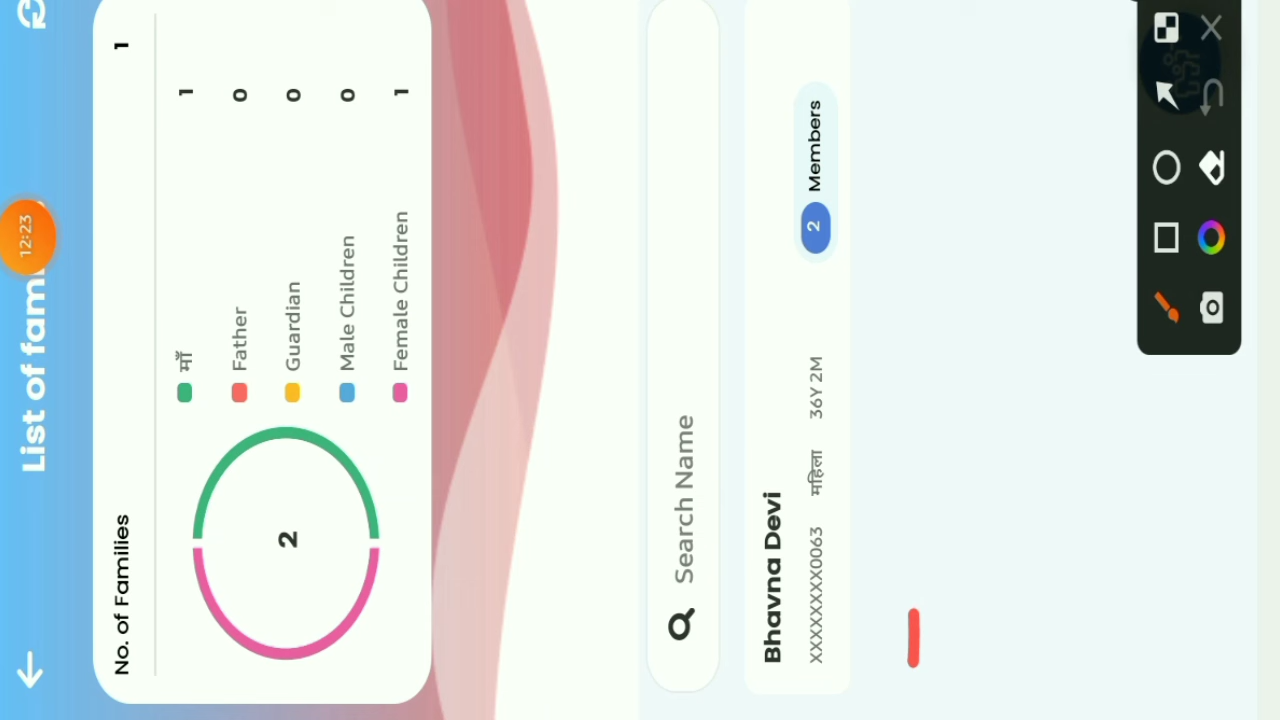 12:23
List of fam
No. of Families 1
2
माँ 1
Father 0
Guardian 0
Male Children 0
Female Children 1
Search Name
Bhavna Devi
XXXXXXXX0063 महिला 36Y 2M 2 Members